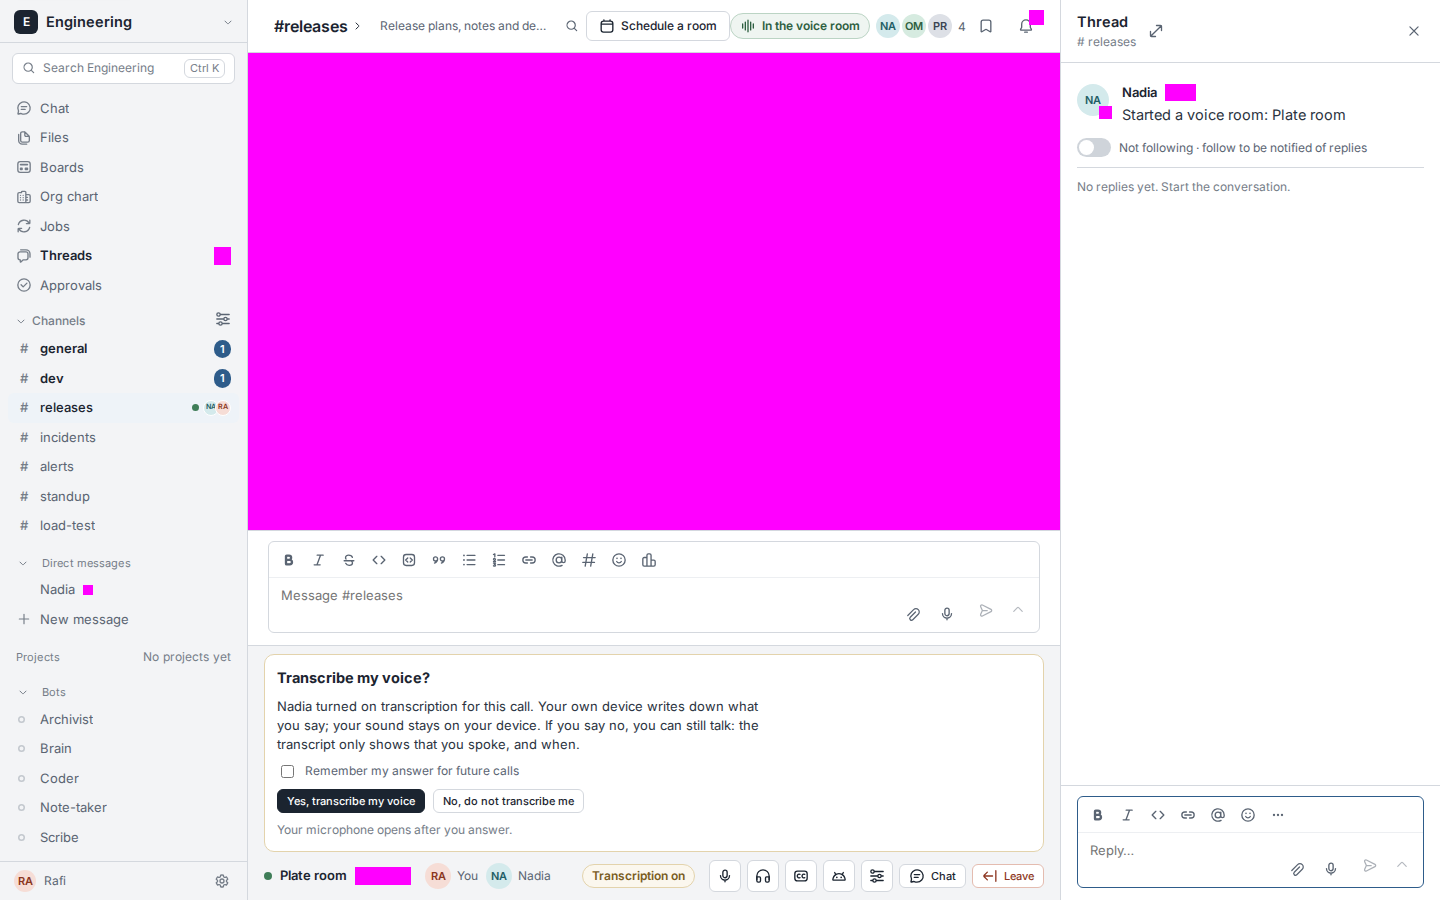 E Engineering
Search Engineering Ctrl K
Chat
Files
Boards
Org chart
Jobs
Threads
Approvals
Channels
# general 1
# dev 1
# releases NA RA
# incidents
# alerts
# standup
# load-test
Direct messages
Nadia
New message
Projects No projects yet
Bots
Archivist
Brain
Coder
Note-taker
Scribe
RA Rafi
#releases Release plans, notes and de... Schedule a room In the voice room NA OM PR 4
Message #releases
Transcribe my voice?
Nadia turned on transcription for this call. Your own device writes down what
you say; your sound stays on your device. If you say no, you can still talk: the
transcript only shows that you spoke, and when.
Remember my answer for future calls
Yes, transcribe my voice No, do not transcribe me
Your microphone opens after you answer.
Plate room RA You NA Nadia Transcription on Chat Leave
Thread
# releases
NA Nadia
Started a voice room: Plate room
Not following · follow to be notified of replies
No replies yet. Start the conversation.
Reply...